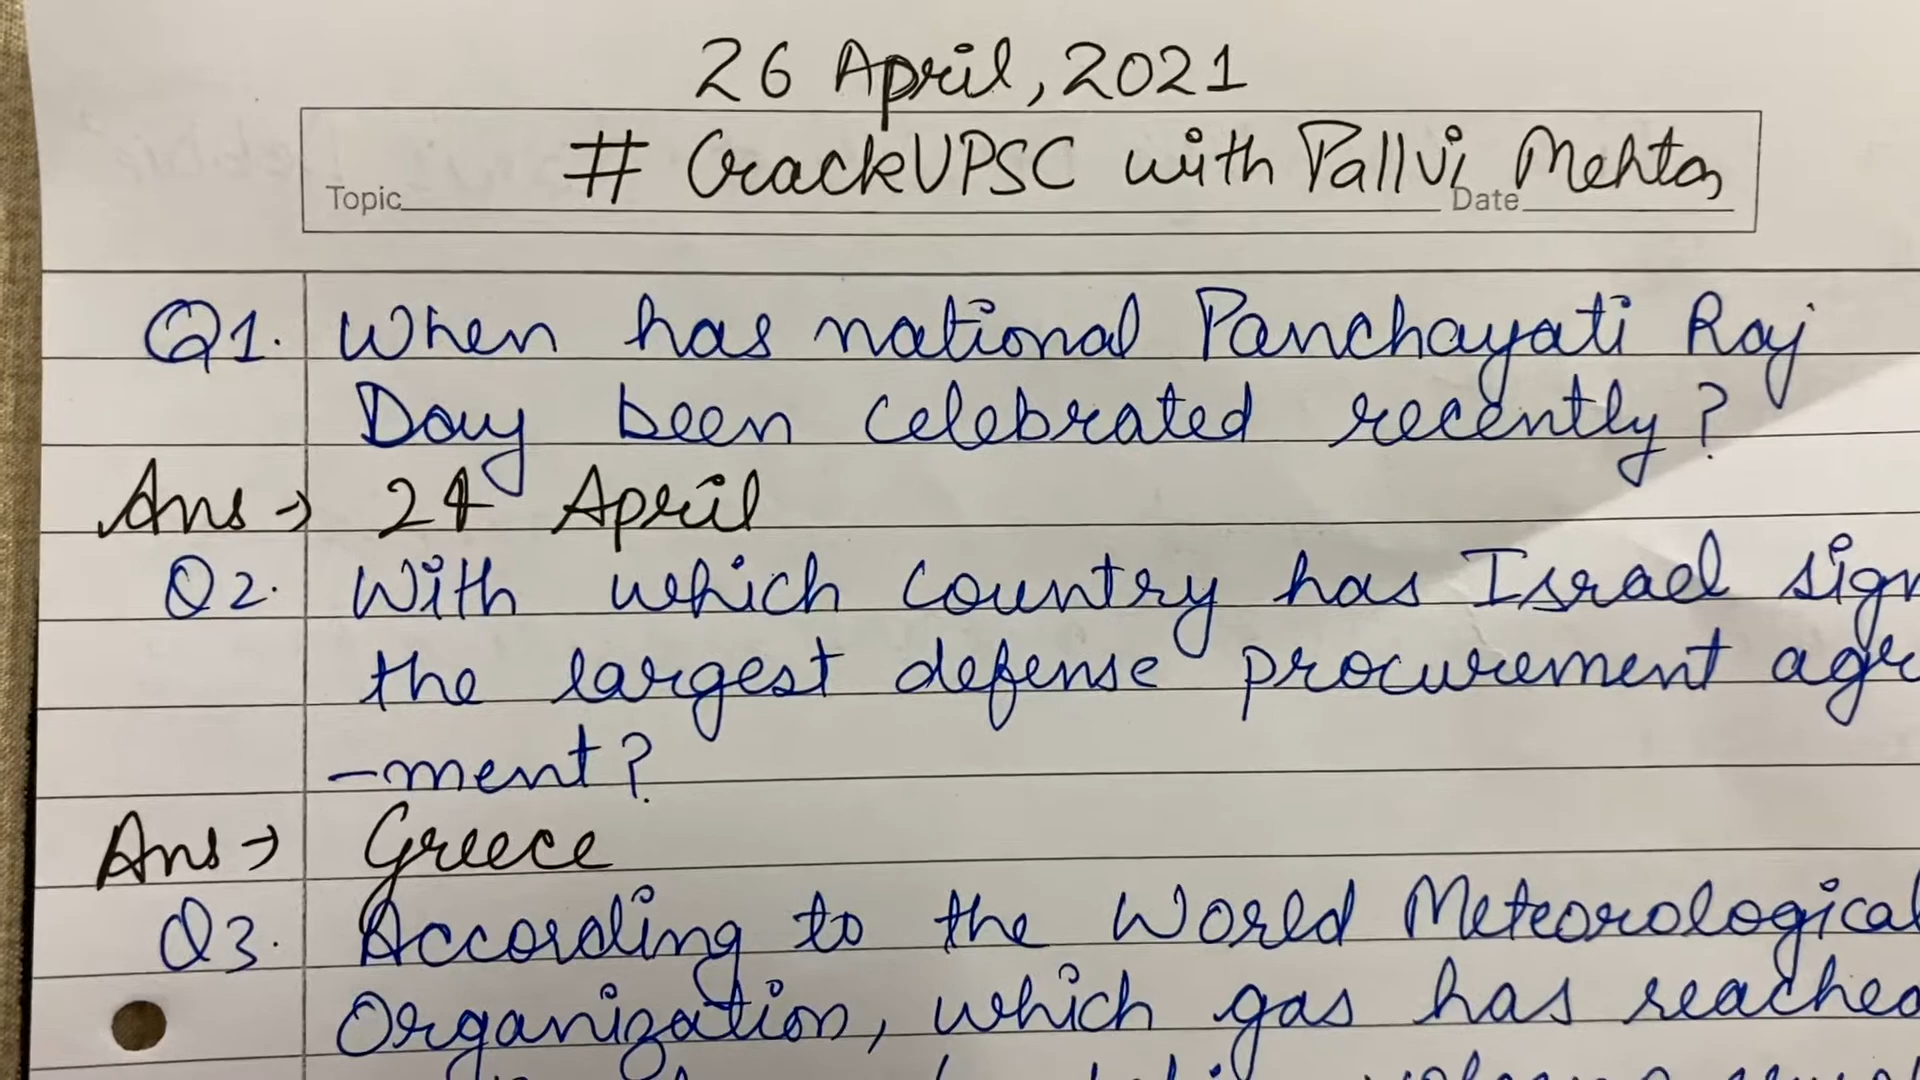 26 April, 2021
# CrackUPSC with Pallvi Mehta
Topic Date
Q1. When has national Panchayati Raj
Day been celebrated recently?
Ans → 24 April
Q2. With which country has Israel sign
the largest defense procurement agr
-ment?
Ans → Greece
Q3. According to the World Meteorological
Organization, which gas has reached